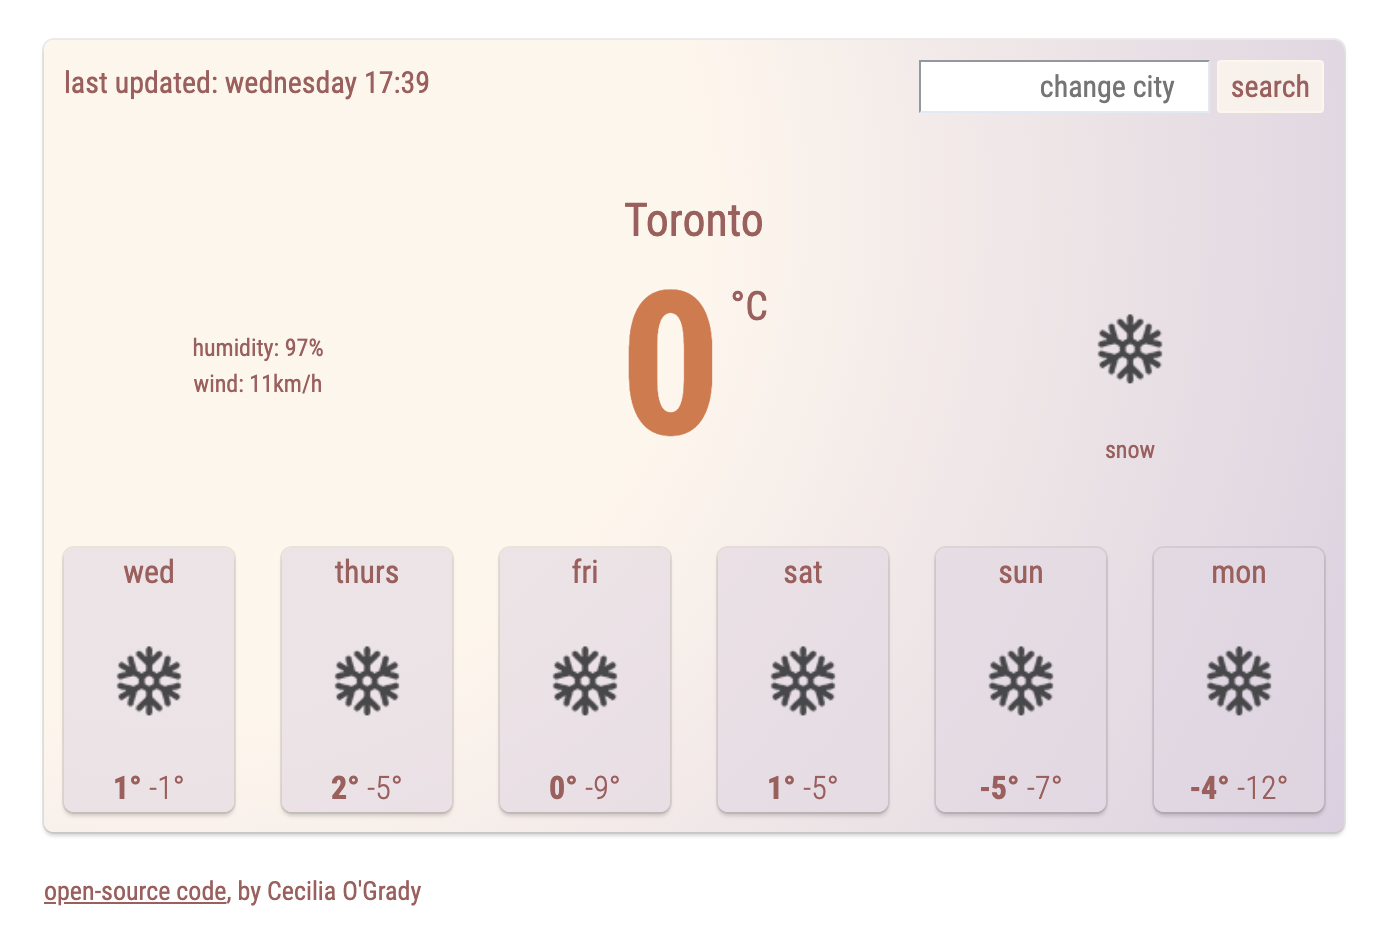 last updated: wednesday 17:39
change city
search
Toronto
0 °C
humidity: 97%
wind: 11km/h
snow
wed
1° -1°
thurs
2° -5°
fri
0° -9°
sat
1° -5°
sun
-5° -7°
mon
-4° -12°
open-source code, by Cecilia O'Grady